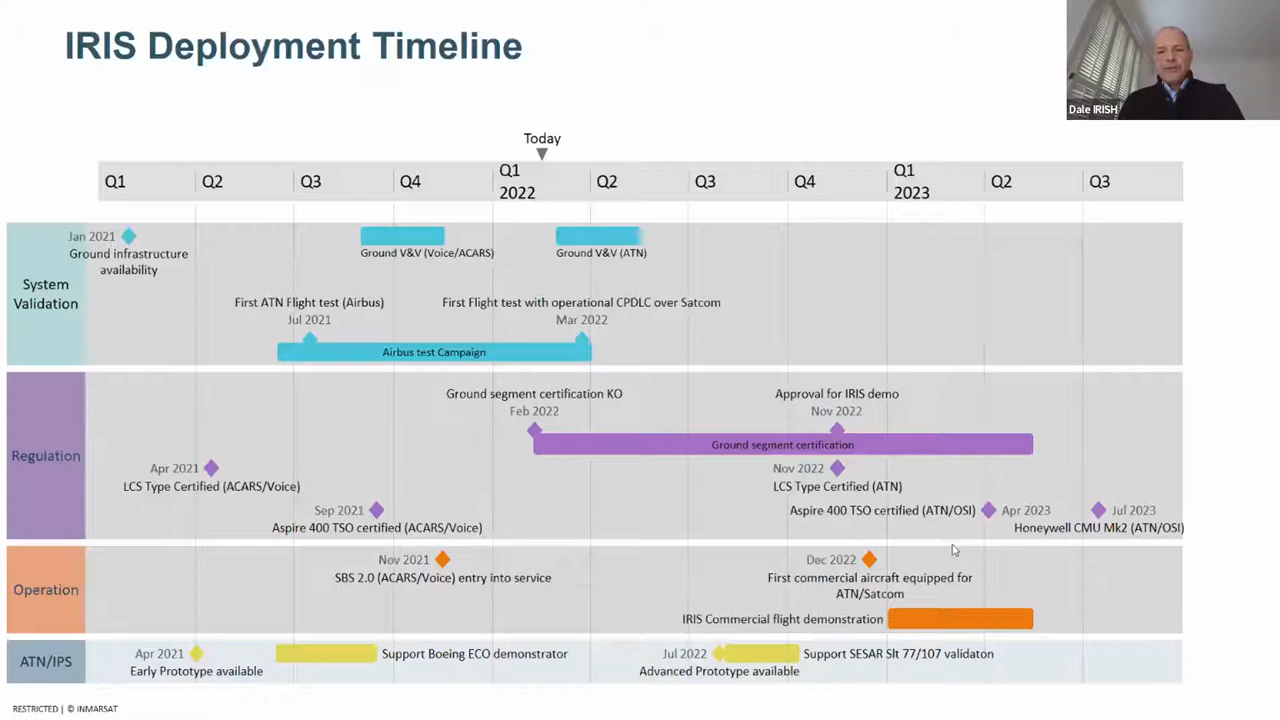 IRIS Deployment Timeline
Dale IRISH
Today
Q1
Q2
Q3
Q4
Q1
2022
Q2
Q3
Q4
Q1
2023
Q2
Q3
System
Validation
Jan 2021
Ground infrastructure
availability
Ground V&V (Voice/ACARS)
Ground V&V (ATN)
First ATN Flight test (Airbus)
Jul 2021
First Flight test with operational CPDLC over Satcom
Mar 2022
Airbus test Campaign
Regulation
Ground segment certification KO
Feb 2022
Approval for IRIS demo
Nov 2022
Ground segment certification
Apr 2021
LCS Type Certified (ACARS/Voice)
Nov 2022
LCS Type Certified (ATN)
Sep 2021
Aspire 400 TSO certified (ACARS/Voice)
Aspire 400 TSO certified (ATN/OSI)
Apr 2023
Jul 2023
Honeywell CMU Mk2 (ATN/OSI)
Operation
Nov 2021
SBS 2.0 (ACARS/Voice) entry into service
Dec 2022
First commercial aircraft equipped for
ATN/Satcom
IRIS Commercial flight demonstration
ATN/IPS
Apr 2021
Early Prototype available
Support Boeing ECO demonstrator
Jul 2022
Advanced Prototype available
Support SESAR Slt 77/107 validaton
RESTRICTED | © INMARSAT